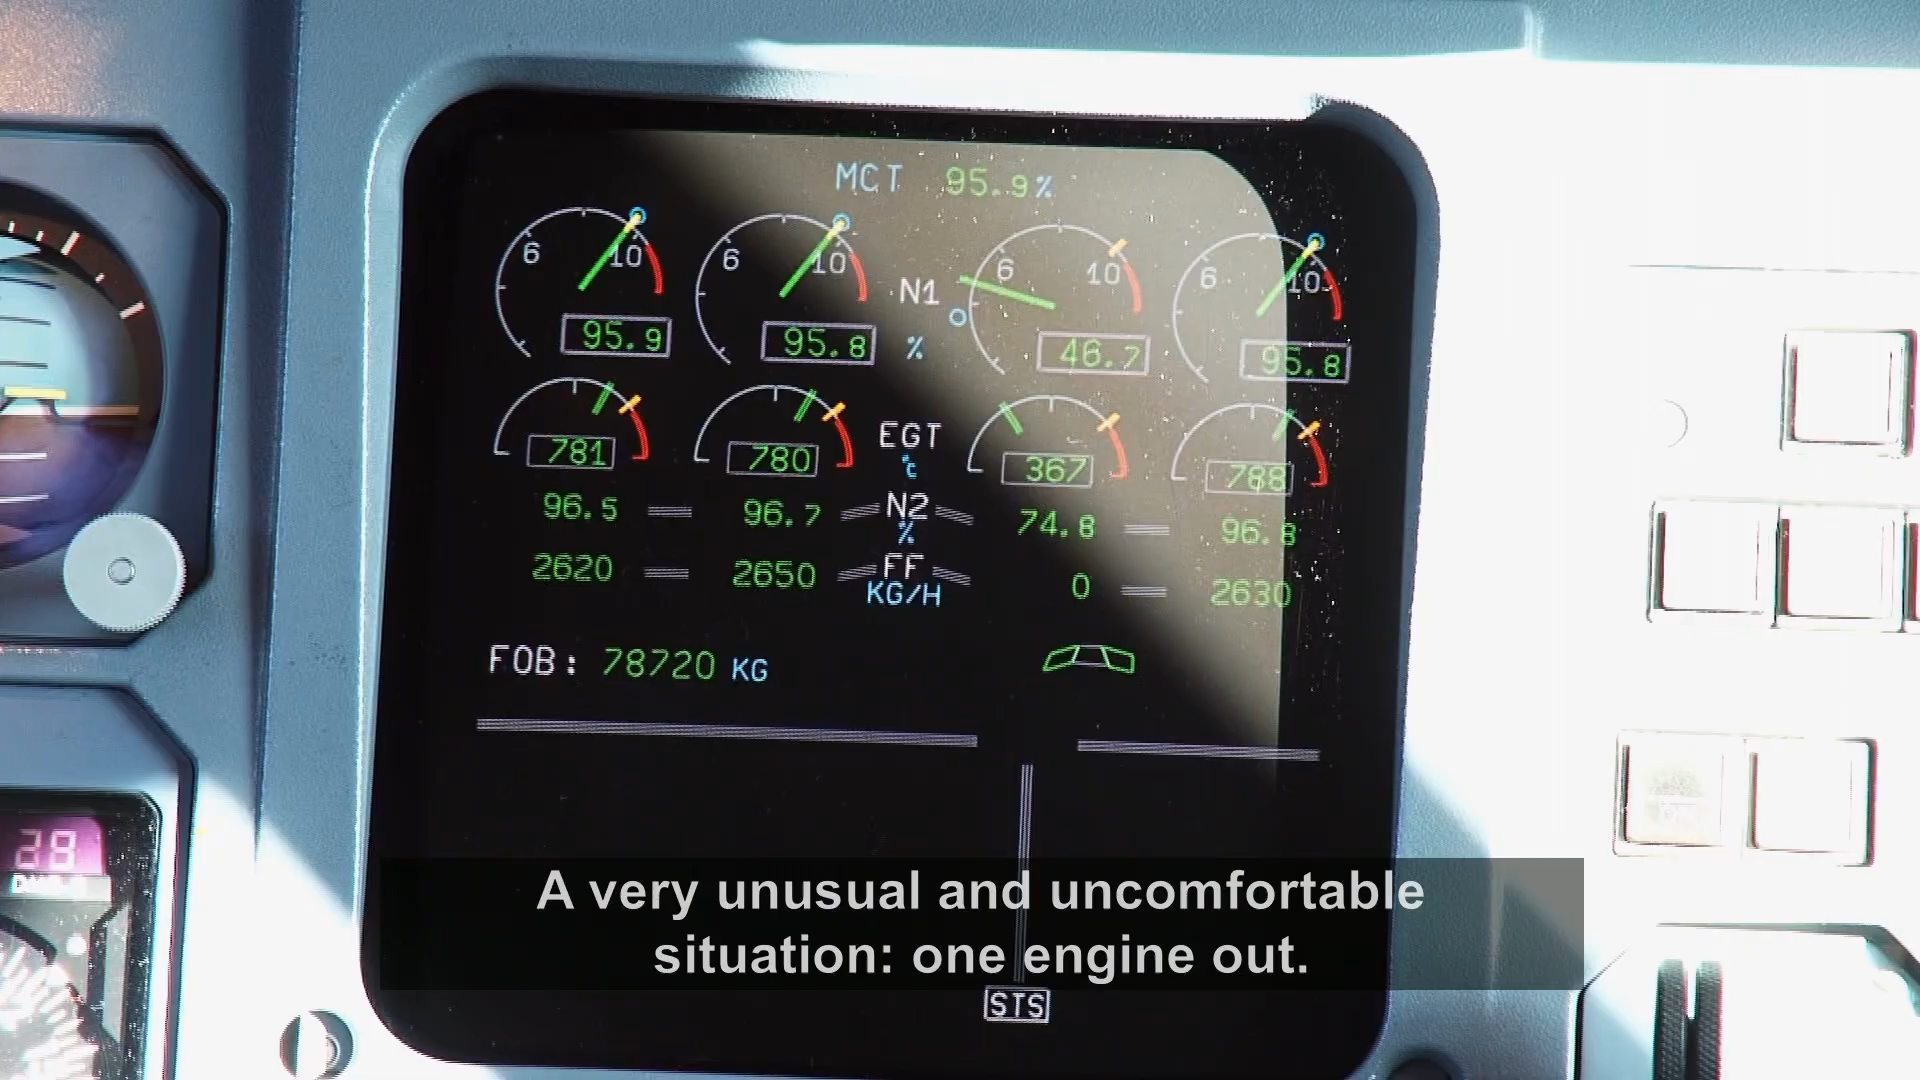 MCT 95.9%
6 10 6 10 N1 6 10 6 10
95.9 95.8 % 46.7 95.8
EGT
781 780 °c 367 788
96.5 96.7 N2 74.8 96.8
%
2620 2650 FF 0 2630
KG/H
FOB: 78720 KG
28
A very unusual and uncomfortable
situation: one engine out.
STS